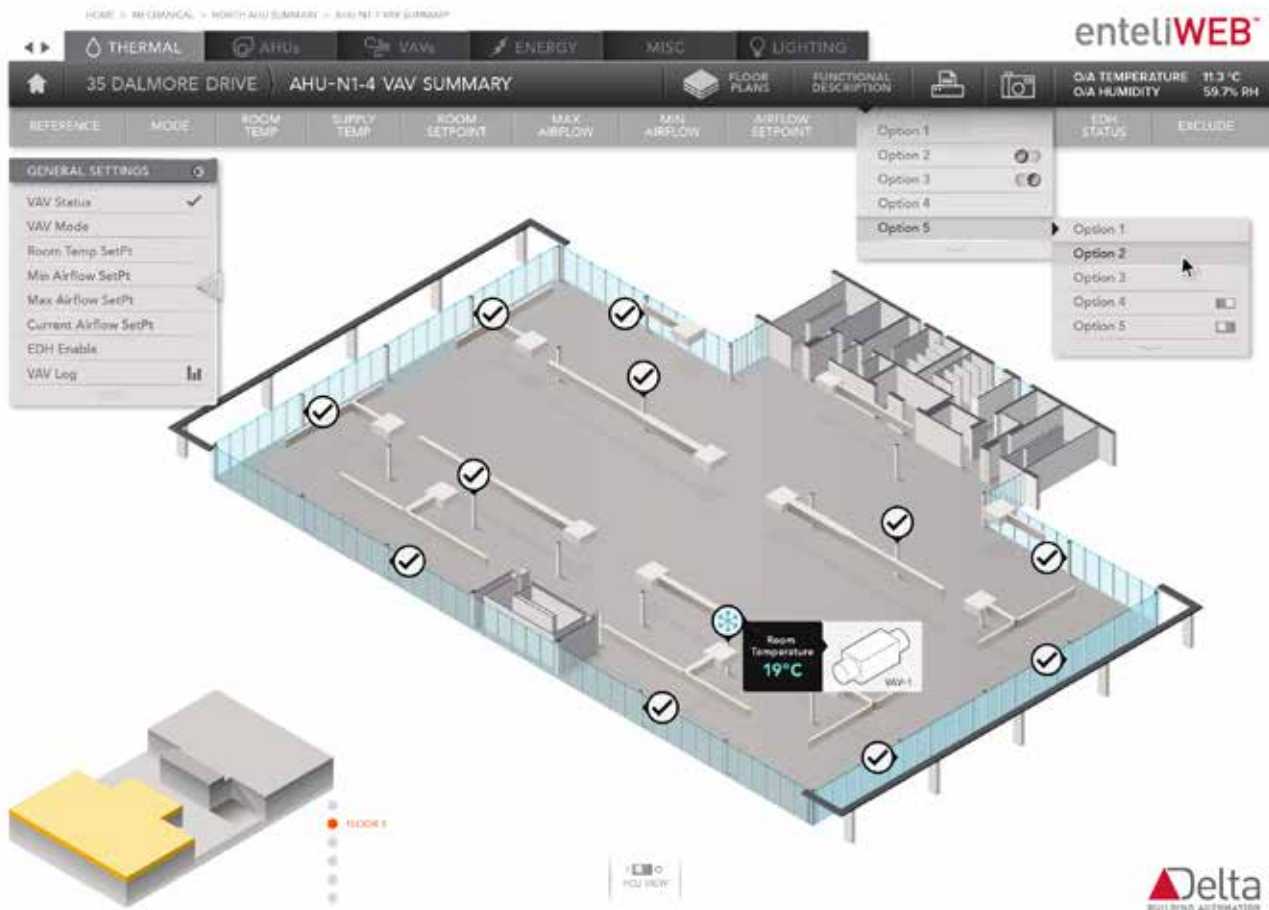 HOME > MECHANICAL > NORTH AHU SUMMARY > AHU-N1-1 VAV SUMMARY
enteliWEB™
THERMAL
AHUs
VAVs
ENERGY
MISC
LIGHTING
35 DALMORE DRIVE
AHU-N1-4 VAV SUMMARY
FLOOR
PLANS
FUNCTIONAL
DESCRIPTION
O/A TEMPERATURE 11.3 °C
O/A HUMIDITY 59.7% RH
REFERENCE
MODE
ROOM
TEMP
SUPPLY
TEMP
ROOM
SETPOINT
MAX
AIRFLOW
MIN
AIRFLOW
AIRFLOW
SETPOINT
EDH
STATUS
EXCLUDE
Option 1
Option 2
Option 3
Option 4
Option 5
Option 1
Option 2
Option 3
Option 4
Option 5
GENERAL SETTINGS
VAV Status
VAV Mode
Room Temp SetPt
Min Airflow SetPt
Max Airflow SetPt
Current Airflow SetPt
EDH Enable
VAV Log
Room
Temperature
19°C
VAV-1
FCU VIEW
Delta
BUILDING AUTOMATION